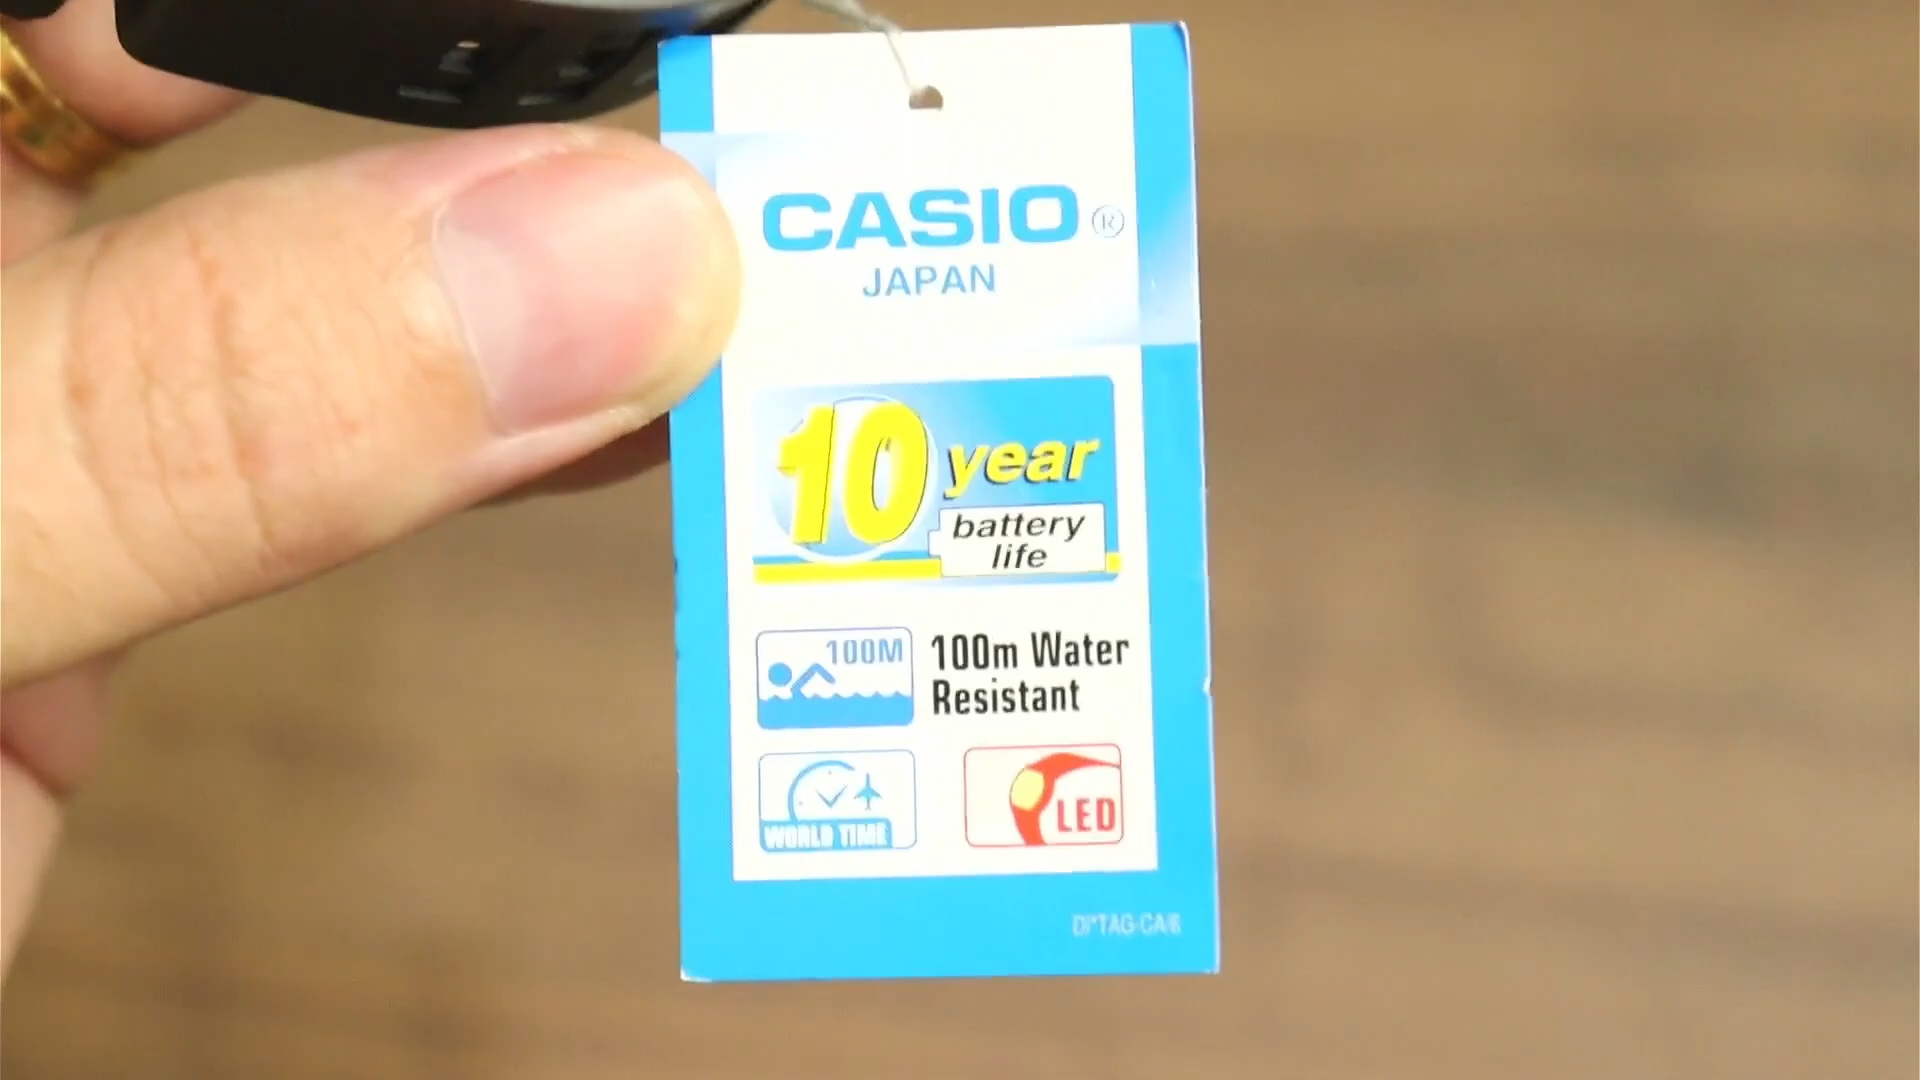 CASIO®
JAPAN
10 year
battery
life
100M
100m Water
Resistant
WORLD TIME
LED